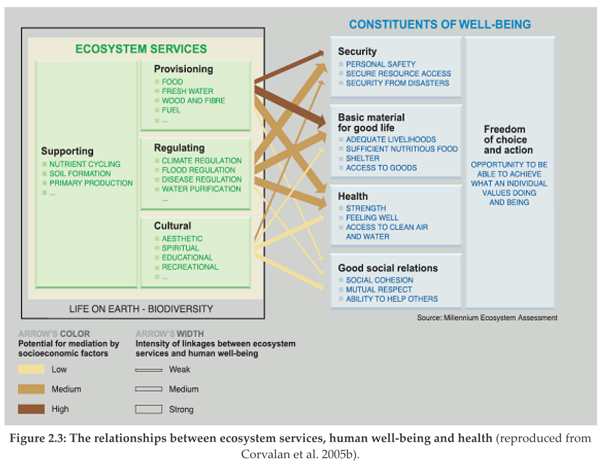 CONSTITUENTS OF WELL-BEING
ECOSYSTEM SERVICES
Supporting
NUTRIENT CYCLING
SOIL FORMATION
PRIMARY PRODUCTION
...
Provisioning
FOOD
FRESH WATER
WOOD AND FIBRE
FUEL
...
Regulating
CLIMATE REGULATION
FLOOD REGULATION
DISEASE REGULATION
WATER PURIFICATION
...
Cultural
AESTHETIC
SPIRITUAL
EDUCATIONAL
RECREATIONAL
...
LIFE ON EARTH - BIODIVERSITY
Security
PERSONAL SAFETY
SECURE RESOURCE ACCESS
SECURITY FROM DISASTERS
Basic material
for good life
ADEQUATE LIVELIHOODS
SUFFICIENT NUTRITIOUS FOOD
SHELTER
ACCESS TO GOODS
Health
STRENGTH
FEELING WELL
ACCESS TO CLEAN AIR
AND WATER
Good social relations
SOCIAL COHESION
MUTUAL RESPECT
ABILITY TO HELP OTHERS
Freedom
of choice
and action
OPPORTUNITY TO BE
ABLE TO ACHIEVE
WHAT AN INDIVIDUAL
VALUES DOING
AND BEING
Source: Millennium Ecosystem Assessment
ARROW'S COLOR
Potential for mediation by
socioeconomic factors
Low
Medium
High
ARROW'S WIDTH
Intensity of linkages between ecosystem
services and human well-being
Weak
Medium
Strong
Figure 2.3: The relationships between ecosystem services, human well-being and health (reproduced from
Corvalan et al. 2005b).